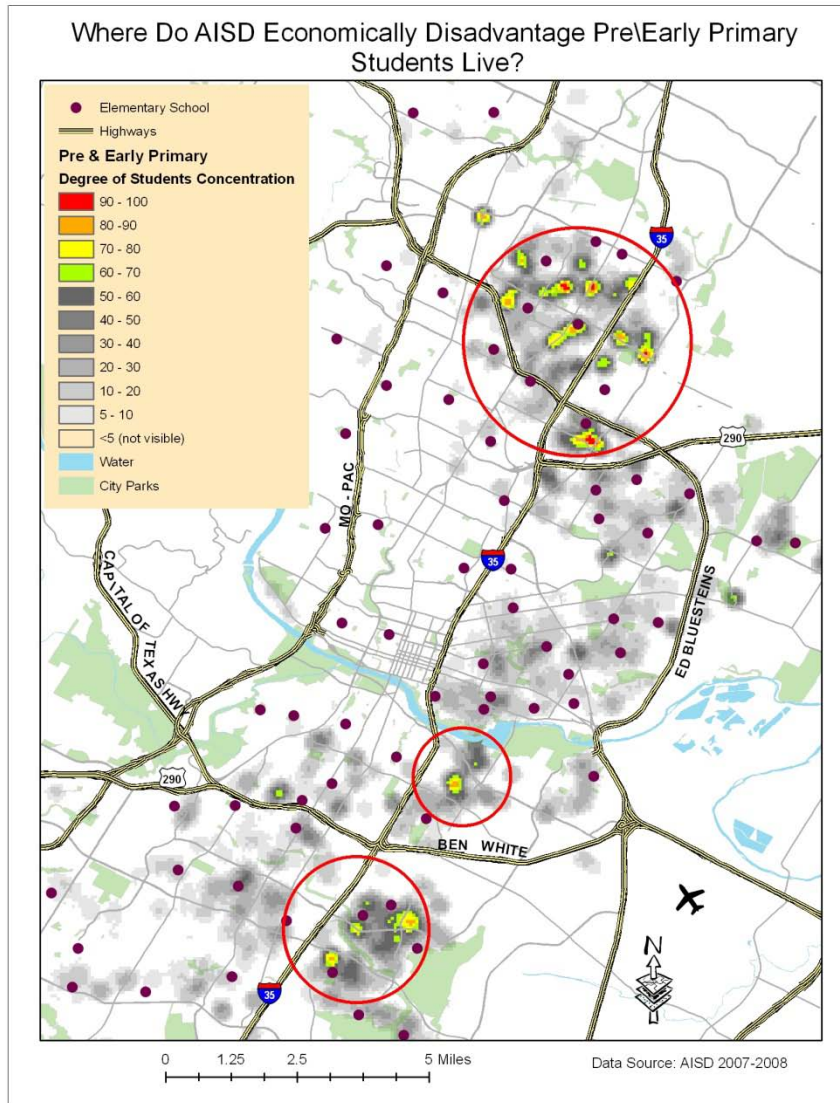 Where Do AISD Economically Disadvantage Pre\Early Primary
Students Live?
Elementary School
Highways
Pre & Early Primary
Degree of Students Concentration
90 - 100
80 -90
70 - 80
60 - 70
50 - 60
40 - 50
30 - 40
20 - 30
10 - 20
5 - 10
<5 (not visible)
Water
City Parks
35
290
MO - PAC
35
CAPITAL OF TEXAS HWY
ED BLUESTEINS
290
BEN WHITE
N
35
0 1.25 2.5 5 Miles
Data Source: AISD 2007-2008